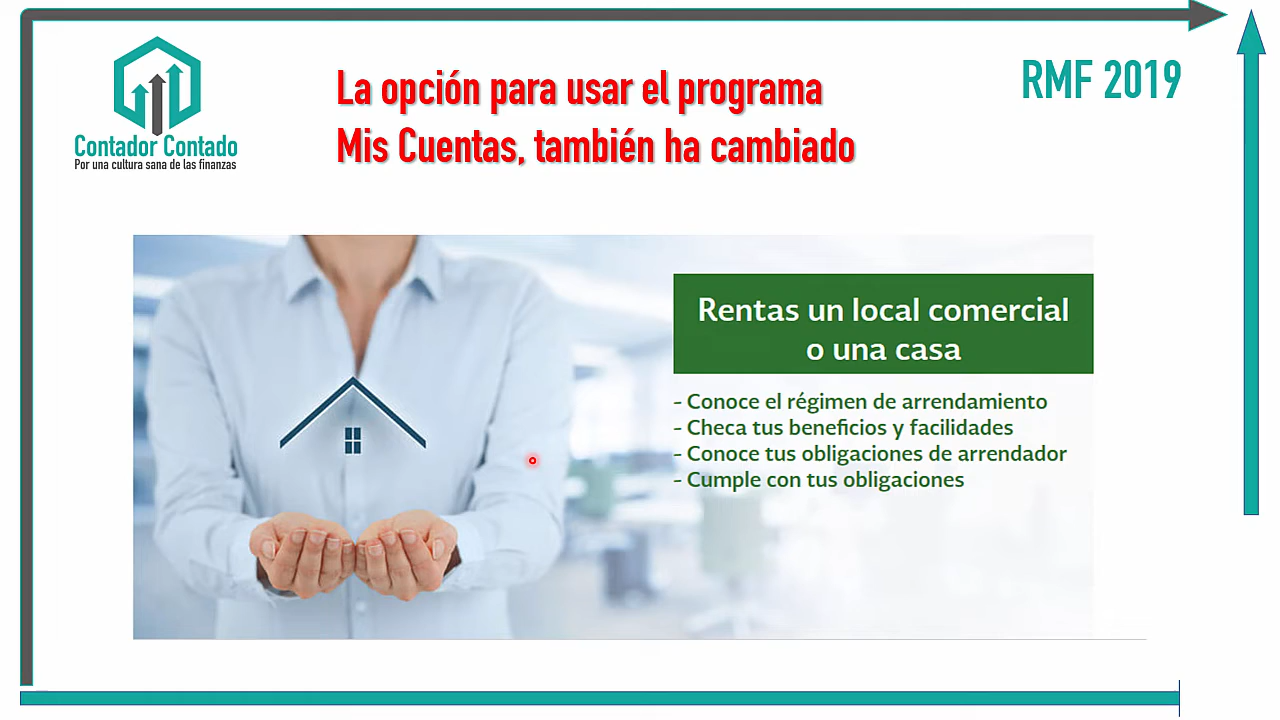 Contador Contado
Por una cultura sana de las finanzas
La opción para usar el programa
Mis Cuentas, también ha cambiado
RMF 2019
Rentas un local comercial
o una casa
- Conoce el régimen de arrendamiento
- Checa tus beneficios y facilidades
- Conoce tus obligaciones de arrendador
- Cumple con tus obligaciones